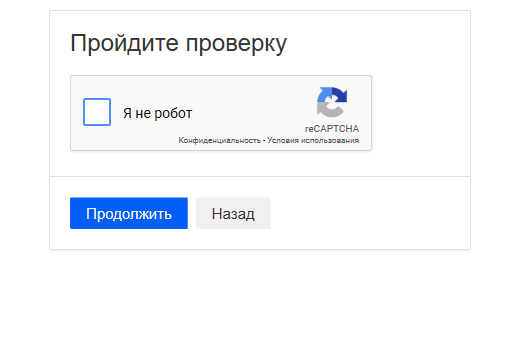 Пройдите проверку
Я не робот
reCAPTCHA
Конфиденциальность - Условия использования
Продолжить
Назад